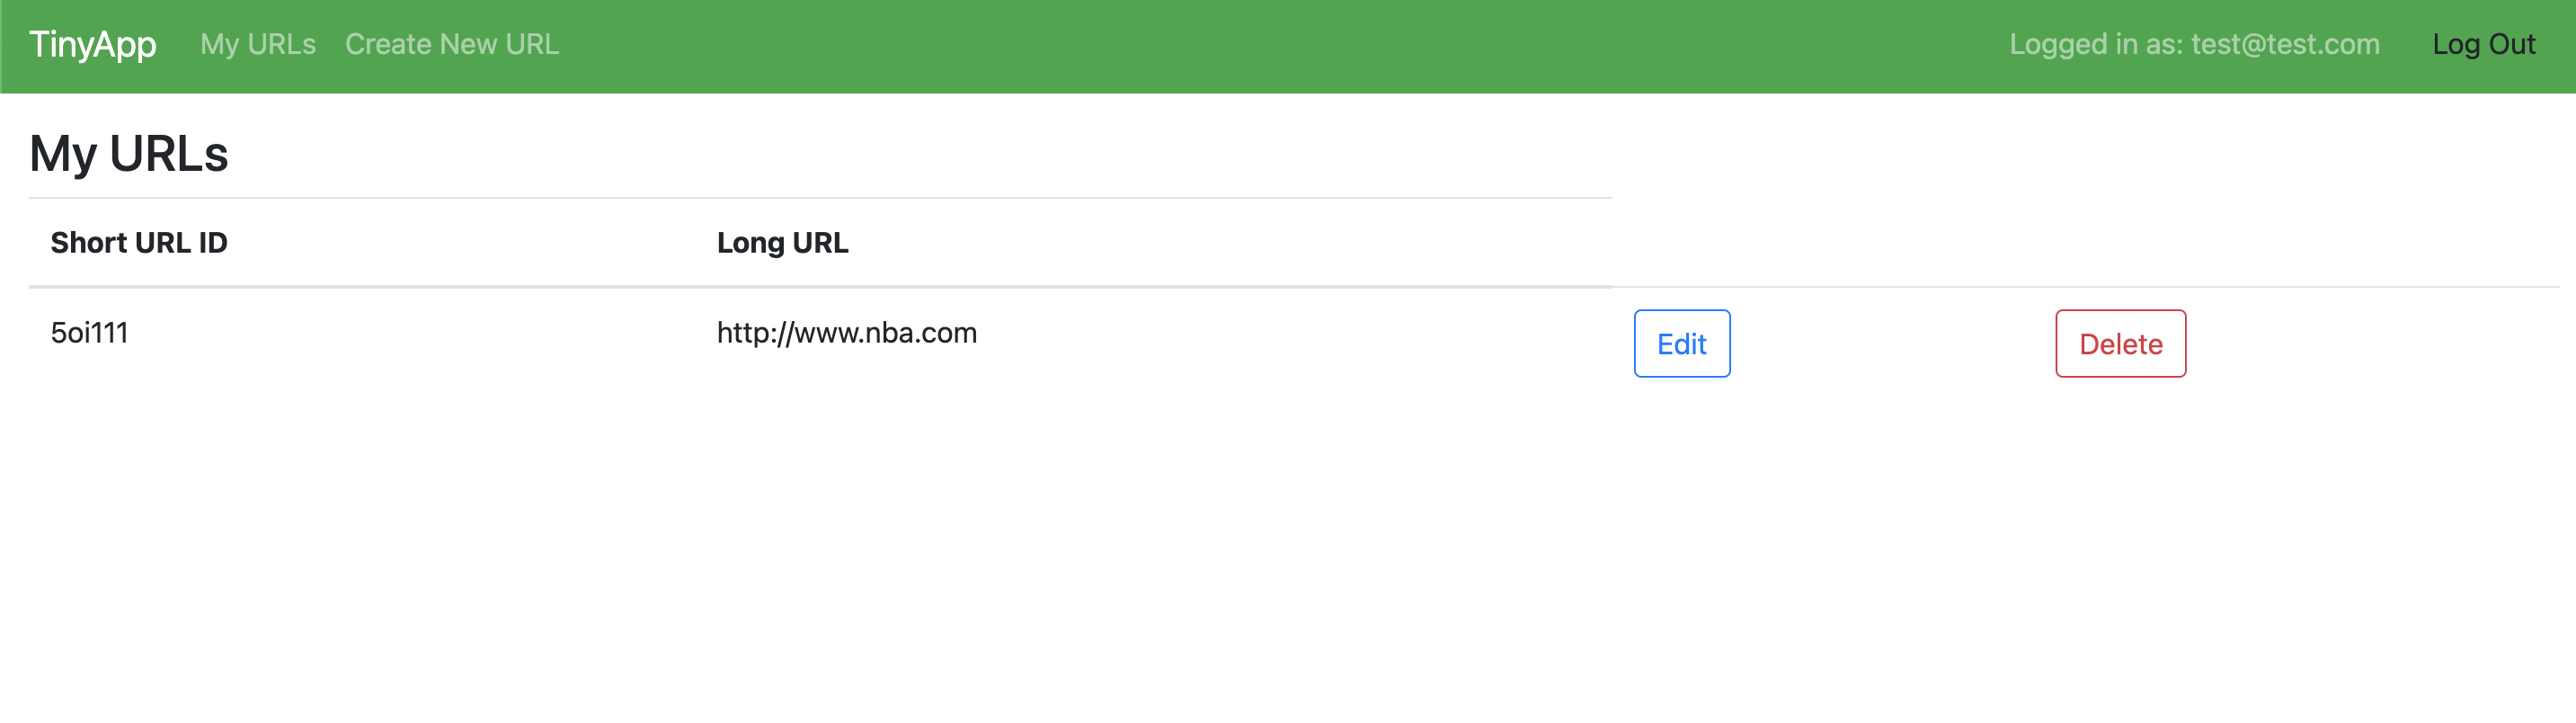 TinyApp My URLs Create New URL Logged in as: test@test.com Log Out
My URLs
Short URL ID Long URL
5oi111 http://www.nba.com Edit Delete